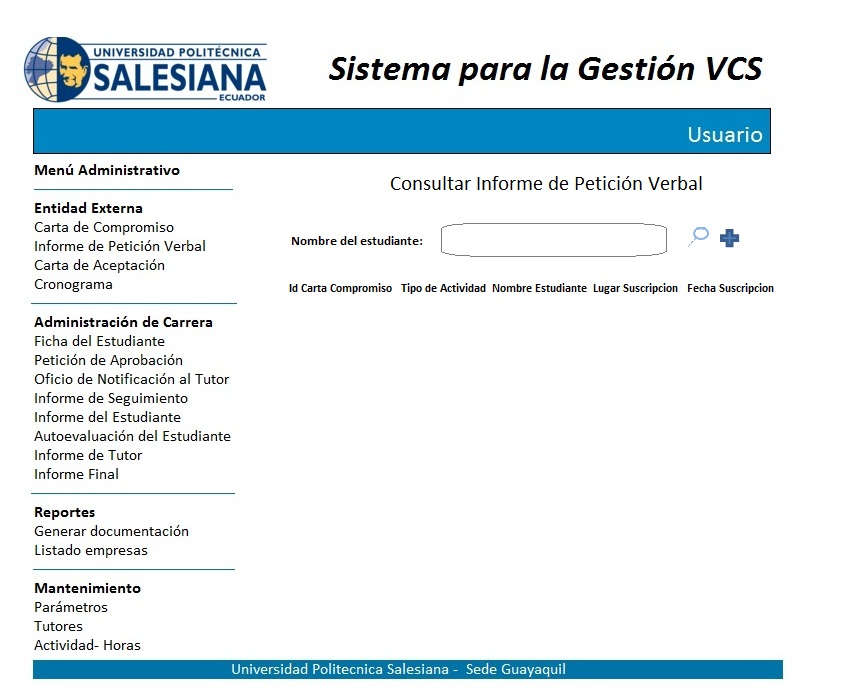 UNIVERSIDAD POLITÉCNICA
SALESIANA
ECUADOR
Sistema para la Gestión VCS
Usuario
Menú Administrativo
Entidad Externa
Carta de Compromiso
Informe de Petición Verbal
Carta de Aceptación
Cronograma
Administración de Carrera
Ficha del Estudiante
Petición de Aprobación
Oficio de Notificación al Tutor
Informe de Seguimiento
Informe del Estudiante
Autoevaluación del Estudiante
Informe de Tutor
Informe Final
Reportes
Generar documentación
Listado empresas
Mantenimiento
Parámetros
Tutores
Actividad- Horas
Consultar Informe de Petición Verbal
Nombre del estudiante:
Id Carta Compromiso Tipo de Actividad Nombre Estudiante Lugar Suscripcion Fecha Suscripcion
Universidad Politecnica Salesiana - Sede Guayaquil